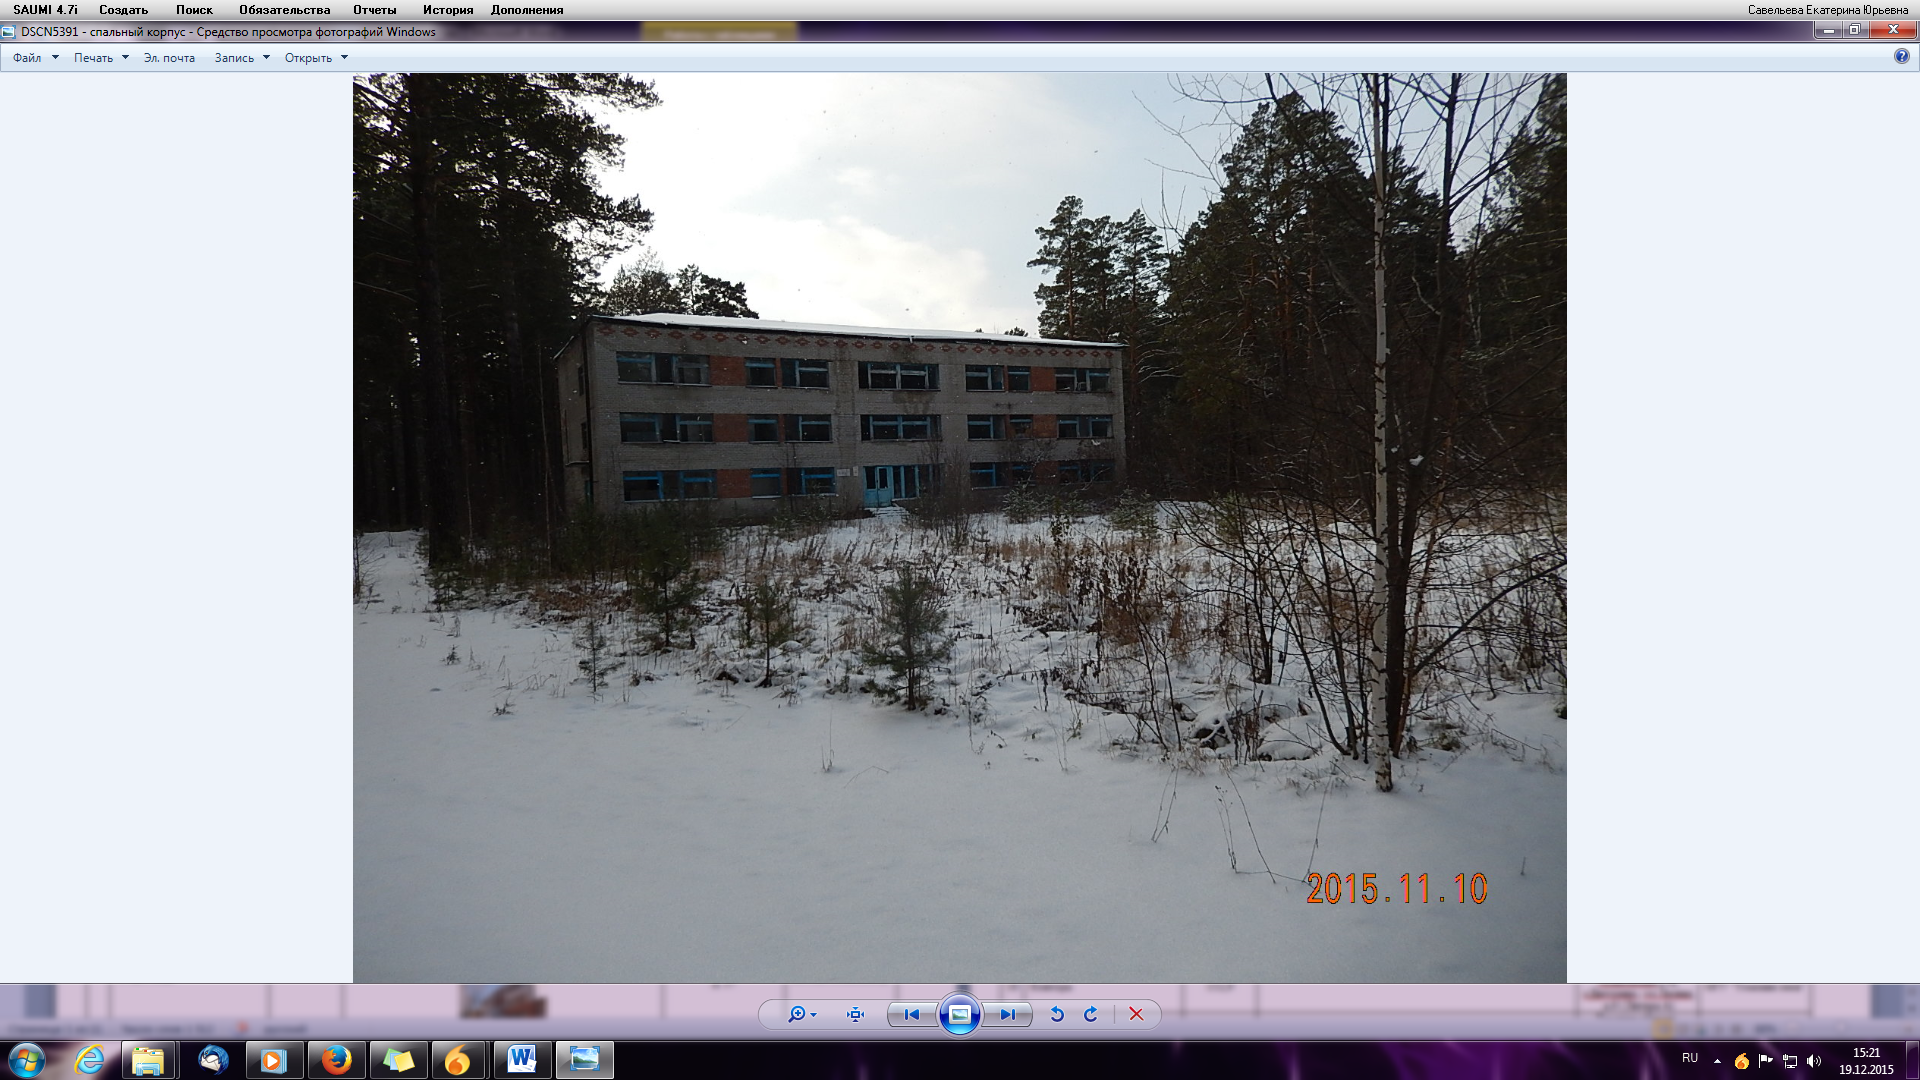 SAUMI 4.7i Создать Поиск Обязательства Отчеты История Дополнения Савельева Екатерина Юрьевна
DSCN5391 - спальный корпус - Средство просмотра фотографий Windows
Файл Печать Эл. почта Запись Открыть
2015.11.10
RU 15:21
19.12.2015